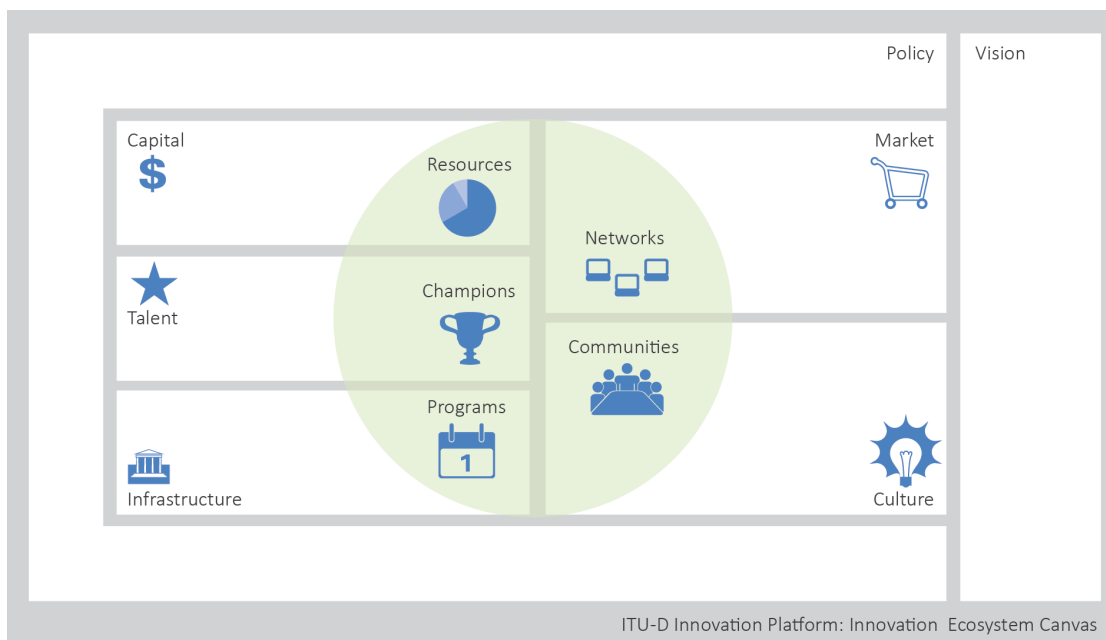 Policy
Vision
Capital
$
Resources
Market
Networks
Talent
Champions
Communities
Programs
1
Infrastructure
Culture
ITU-D Innovation Platform: Innovation Ecosystem Canvas